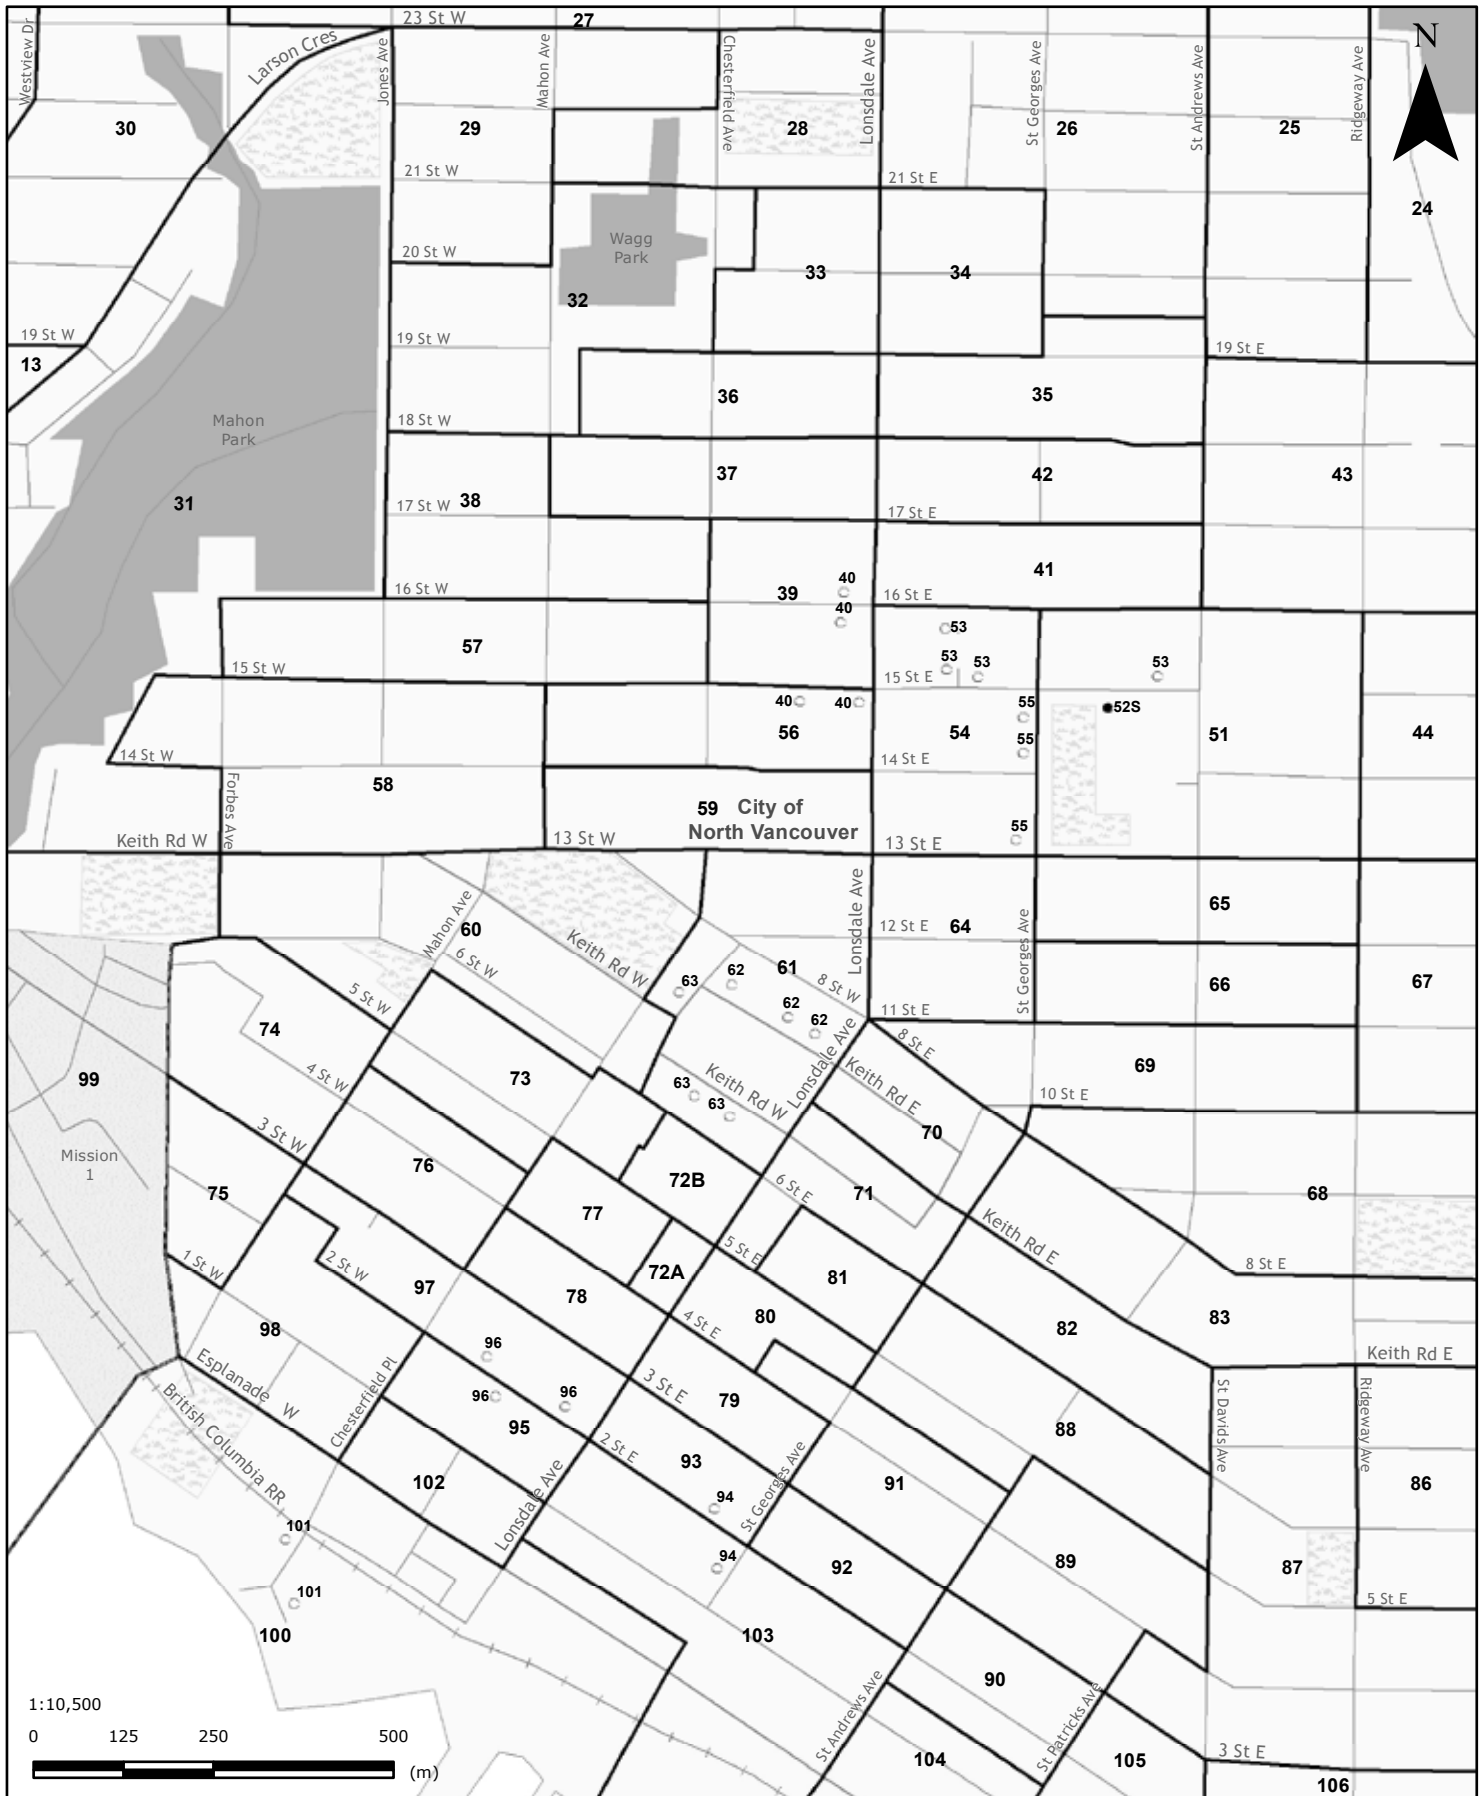 23 St W
27
N
Westview Dr
Larson Cres
Jones Ave
Mahon Ave
Chesterfield Ave
Lonsdale Ave
St Georges Ave
St Andrews Ave
Ridgeway Ave
30
29
28
26
25
21 St W
21 St E
24
20 St W
Wagg
Park
33
34
32
19 St W
19 St W
19 St E
13
36
35
18 St W
Mahon
Park
37
42
43
31
17 St W
38
17 St E
16 St W
39
40
40
16 St E
41
57
53
53
53
53
15 St W
15 St E
40
40
55
52S
56
54
55
51
44
14 St W
14 St E
58
59
City of
North Vancouver
Forbes Ave
Keith Rd W
13 St W
13 St E
55
65
60
Mahon Ave
Keith Rd W
6 St W
Lonsdale Ave
12 St E
64
St Georges Ave
61
62
63
8 St W
62
62
66
67
5 St W
11 St E
74
8 St E
99
4 St W
73
63
63
Keith Rd W
Lonsdale Ave
Keith Rd E
69
10 St E
3 St W
70
Mission
1
76
72B
6 St E
71
75
68
77
5 St E
Keith Rd E
1 St W
2 St W
72A
81
8 St E
97
78
80
4 St E
82
83
98
96
Keith Rd E
Esplanade W
Chesterfield Pl
96
96
3 St E
79
British Columbia RR
95
88
St Davids Ave
Ridgeway Ave
2 St E
93
102
Lonsdale Ave
94
St Georges Ave
91
86
101
94
92
89
87
101
5 St E
100
103
90
1:10,500
St Andrews Ave
St Patricks Ave
0 125 250 500
(m)
104
105
3 St E
106